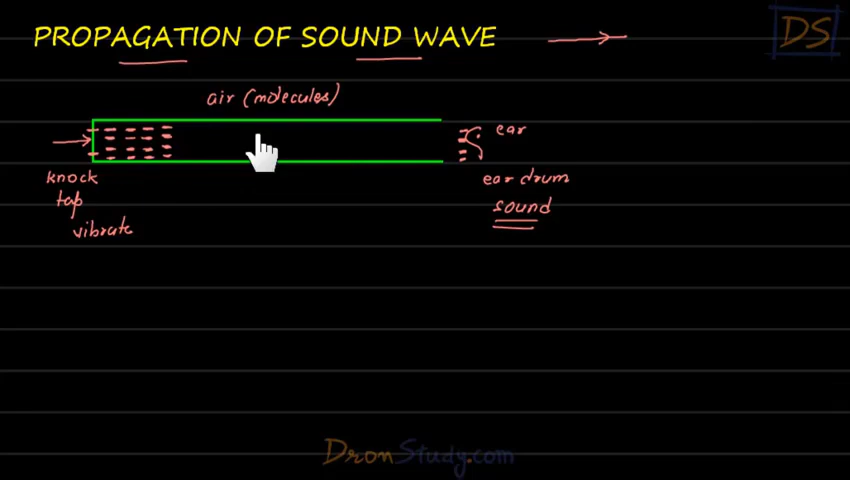 PROPAGATION OF SOUND WAVE
DS
air (molecules)
ear
knock
tap
vibrate
ear drum
sound
DronStudy.com